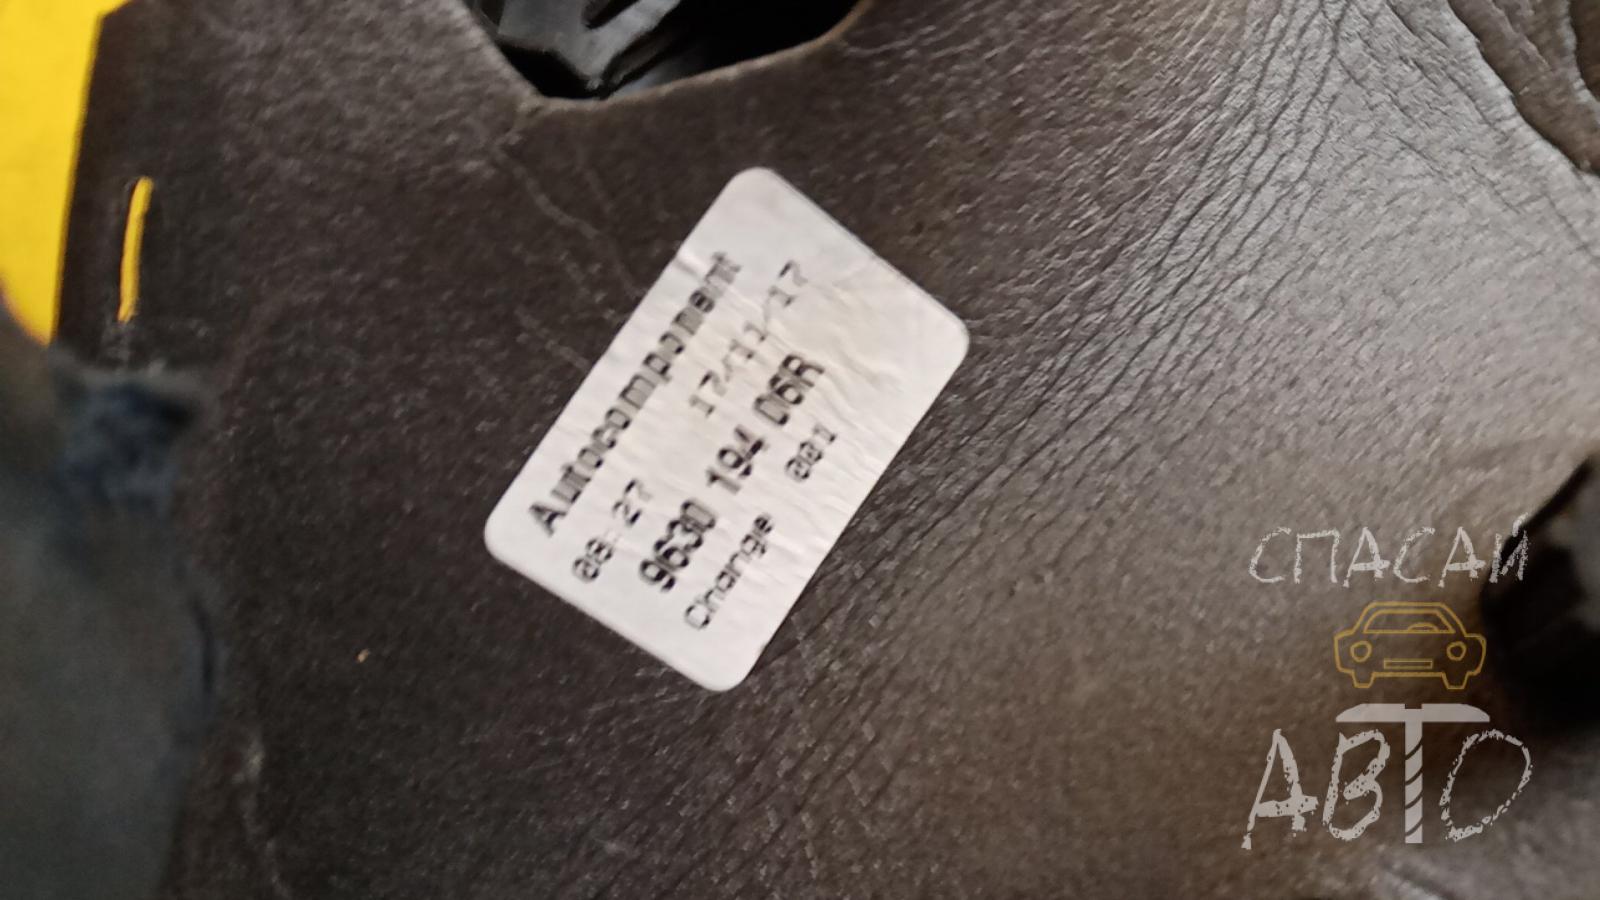 Autocomponent
08:27 17/11/17
9630 194 06R
Change 001
СПАСАЙ
АВТО